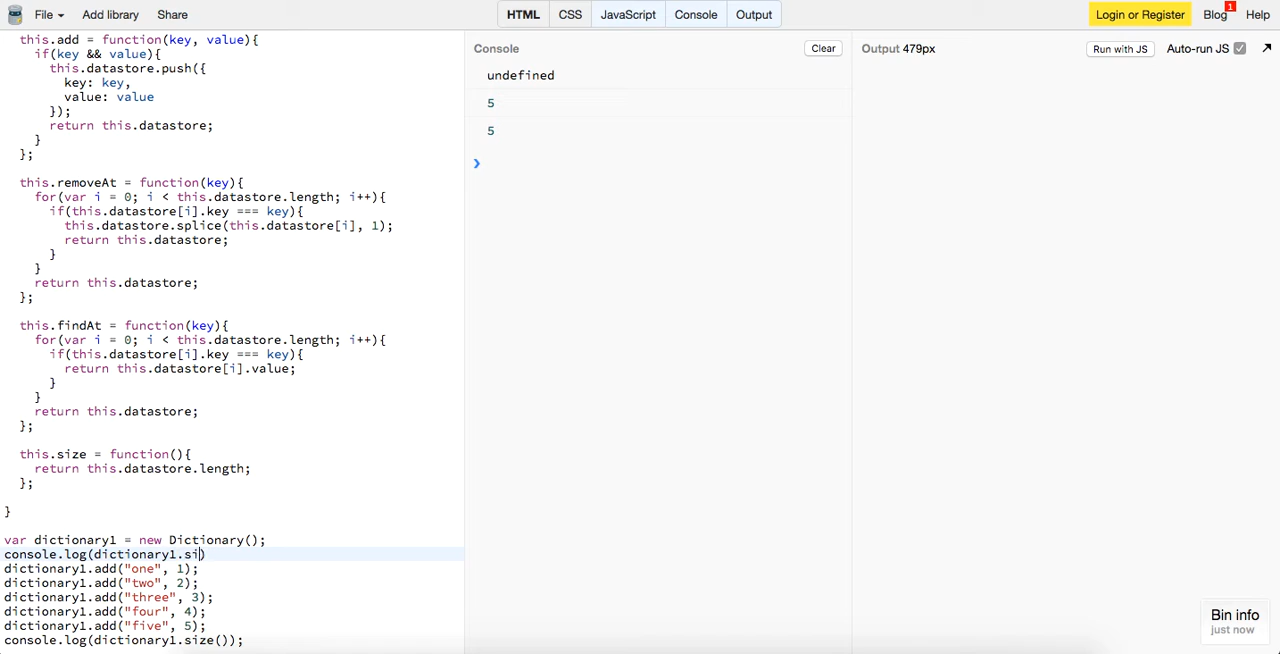 File Add library Share HTML CSS JavaScript Console Output Login or Register Blog 1 Help
this.add = function(key, value){
if(key && value){
this.datastore.push({
key: key,
value: value
});
return this.datastore;
}
};
this.removeAt = function(key){
for(var i = 0; i < this.datastore.length; i++){
if(this.datastore[i].key === key){
this.datastore.splice(this.datastore[i], 1);
return this.datastore;
}
}
return this.datastore;
};
this.findAt = function(key){
for(var i = 0; i < this.datastore.length; i++){
if(this.datastore[i].key === key){
return this.datastore[i].value;
}
}
return this.datastore;
};
this.size = function(){
return this.datastore.length;
};
}
var dictionary1 = new Dictionary();
console.log(dictionary1.si)
dictionary1.add("one", 1);
dictionary1.add("two", 2);
dictionary1.add("three", 3);
dictionary1.add("four", 4);
dictionary1.add("five", 5);
console.log(dictionary1.size());
Console Clear
undefined
5
5
Output 479px Run with JS Auto-run JS
Bin info
just now